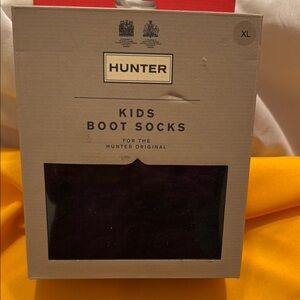 XL
HUNTER
KIDS
BOOT SOCKS
FOR THE
HUNTER ORIGINAL